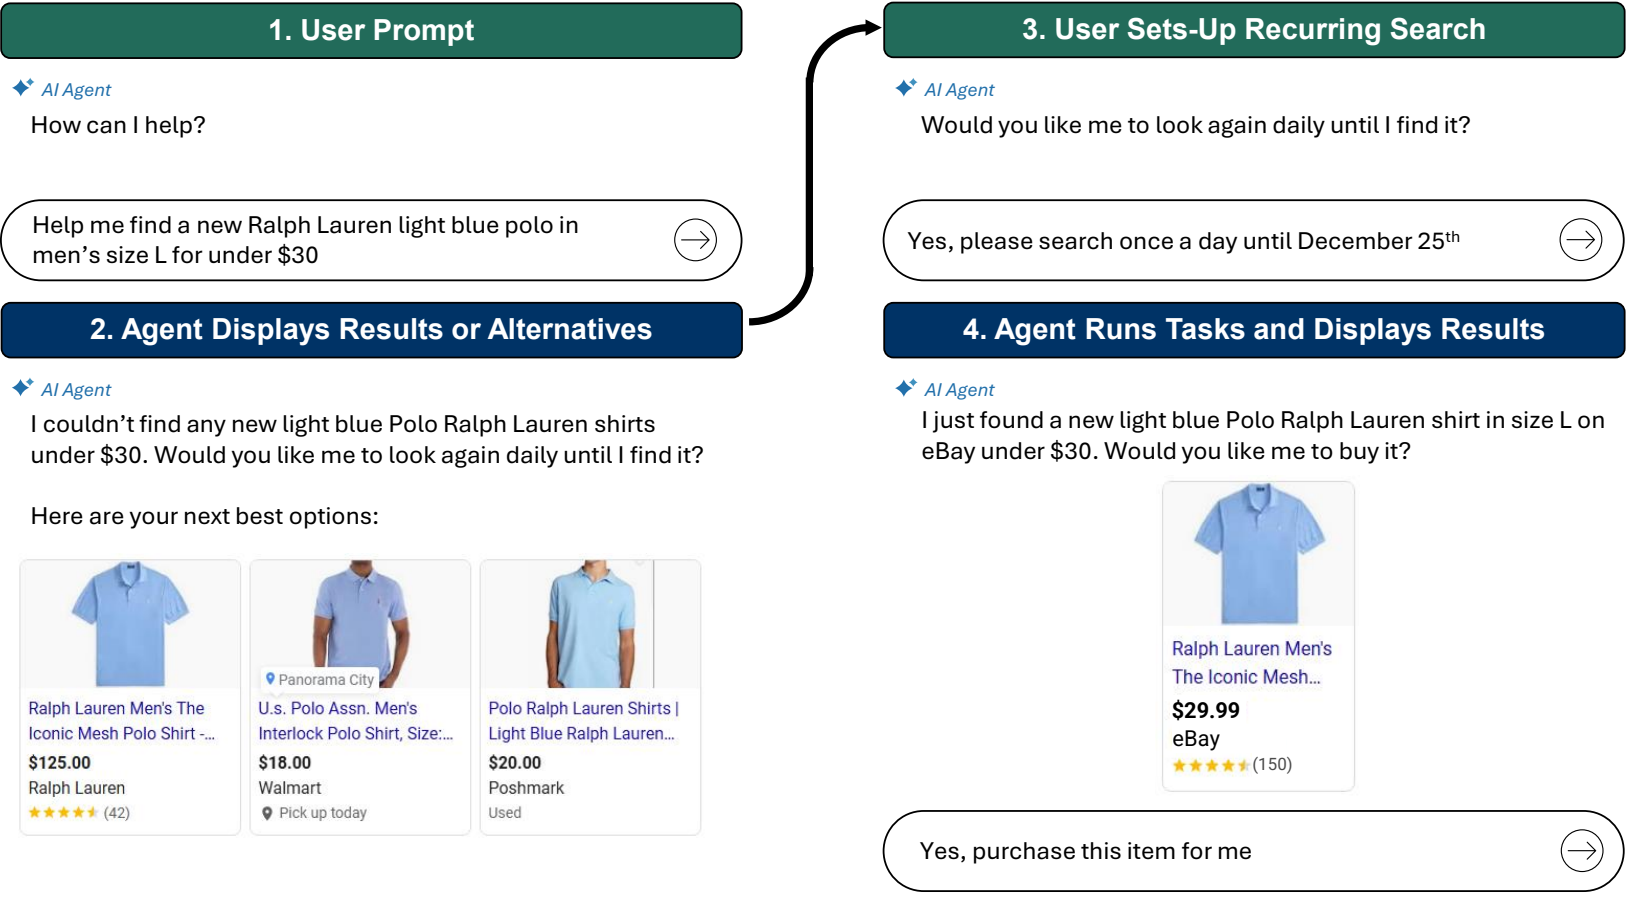 1. User Prompt
AI Agent
How can I help?
Help me find a new Ralph Lauren light blue polo in
men’s size L for under $30
2. Agent Displays Results or Alternatives
AI Agent
I couldn’t find any new light blue Polo Ralph Lauren shirts
under $30. Would you like me to look again daily until I find it?
Here are your next best options:
Ralph Lauren Men's The
Iconic Mesh Polo Shirt -...
$125.00
Ralph Lauren
(42)
Panorama City
U.s. Polo Assn. Men's
Interlock Polo Shirt, Size:...
$18.00
Walmart
Pick up today
Polo Ralph Lauren Shirts |
Light Blue Ralph Lauren...
$20.00
Poshmark
Used
3. User Sets-Up Recurring Search
AI Agent
Would you like me to look again daily until I find it?
Yes, please search once a day until December 25th
4. Agent Runs Tasks and Displays Results
AI Agent
I just found a new light blue Polo Ralph Lauren shirt in size L on
eBay under $30. Would you like me to buy it?
Ralph Lauren Men's
The Iconic Mesh...
$29.99
eBay
(150)
Yes, purchase this item for me